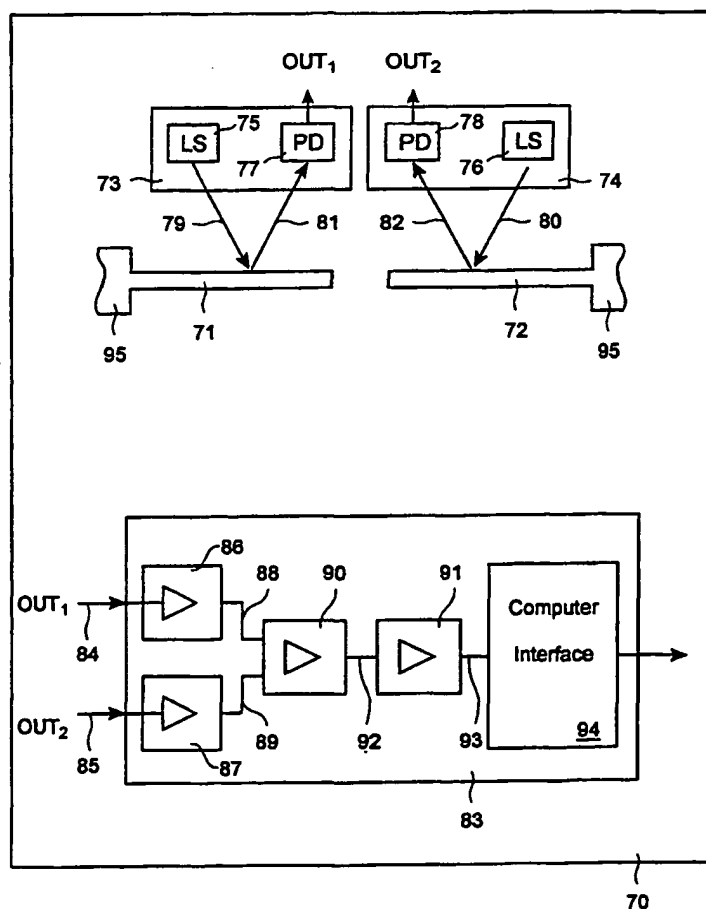 OUT1 OUT2
75 78
LS PD PD LS
73 77 76 74
79 81 82 80
71 72
95 95
86
88 90 91
OUT1
84
Computer
Interface
OUT2
85
87
89
92
93
94
83
70